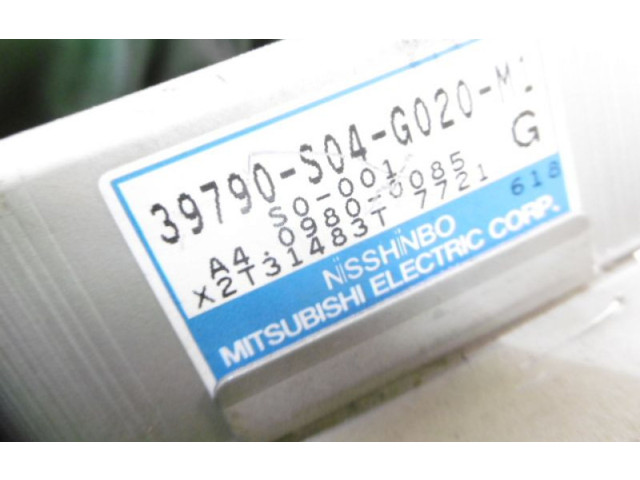 39790-S04-G020-M1
S0-001 G
A4.0980-0085
X2T31483T 7721 618
NiSSHiNBO
MITSUBISHI ELECTRIC CORP.